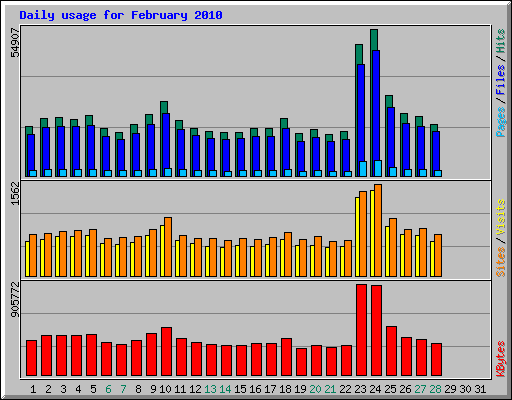 Daily usage for February 2010
54907
Pages / Files / Hits
1562
Sites / Visits
905772
KBytes
1 2 3 4 5 6 7 8 9 10 11 12 13 14 15 16 17 18 19 20 21 22 23 24 25 26 27 28 29 30 31